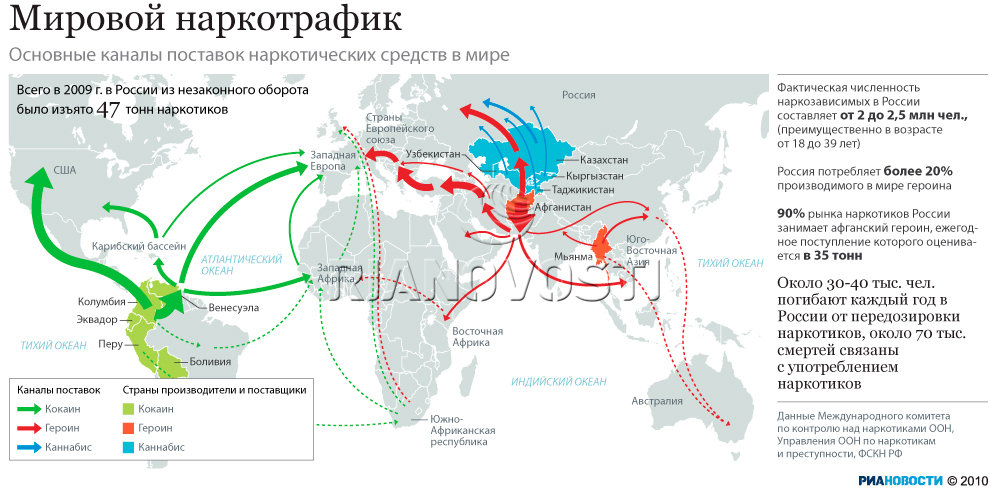 Мировой наркотрафик
Основные каналы поставок наркотических средств в мире
Всего в 2009 г. в России из незаконного оборота
было изъято 47 тонн наркотиков
Россия
Страны
Европейского
союза
Западная
Европа
Узбекистан
Казахстан
Кыргызстан
Таджикистан
Афганистан
США
Карибский бассейн
АТЛАНТИЧЕСКИЙ
ОКЕАН
Западная
Африка
Юго-
Восточная
Азия
Мьянма
ТИХИЙ ОКЕАН
RIANOVOSTI
Колумбия
Венесуэла
Эквадор
Перу
ТИХИЙ ОКЕАН
Боливия
Восточная
Африка
ИНДИЙСКИЙ ОКЕАН
Австралия
Южно-
Африканская
республика
Каналы поставок
Кокаин
Героин
Каннабис
Страны производители и поставщики
Кокаин
Героин
Каннабис
Фактическая численность
наркозависимых в России
составляет от 2 до 2,5 млн чел.,
(преимущественно в возрасте
от 18 до 39 лет)
Россия потребляет более 20%
производимого в мире героина
90% рынка наркотиков России
занимает афганский героин, ежегод-
ное поступление которого оценива-
ется в 35 тонн
Около 30-40 тыс. чел.
погибают каждый год в
России от передозировки
наркотиков, около 70 тыс.
смертей связаны
с употреблением
наркотиков
Данные Международного комитета
по контролю над наркотиками ООН,
Управления ООН по наркотикам
и преступности, ФСКН РФ
РИАНОВОСТИ © 2010